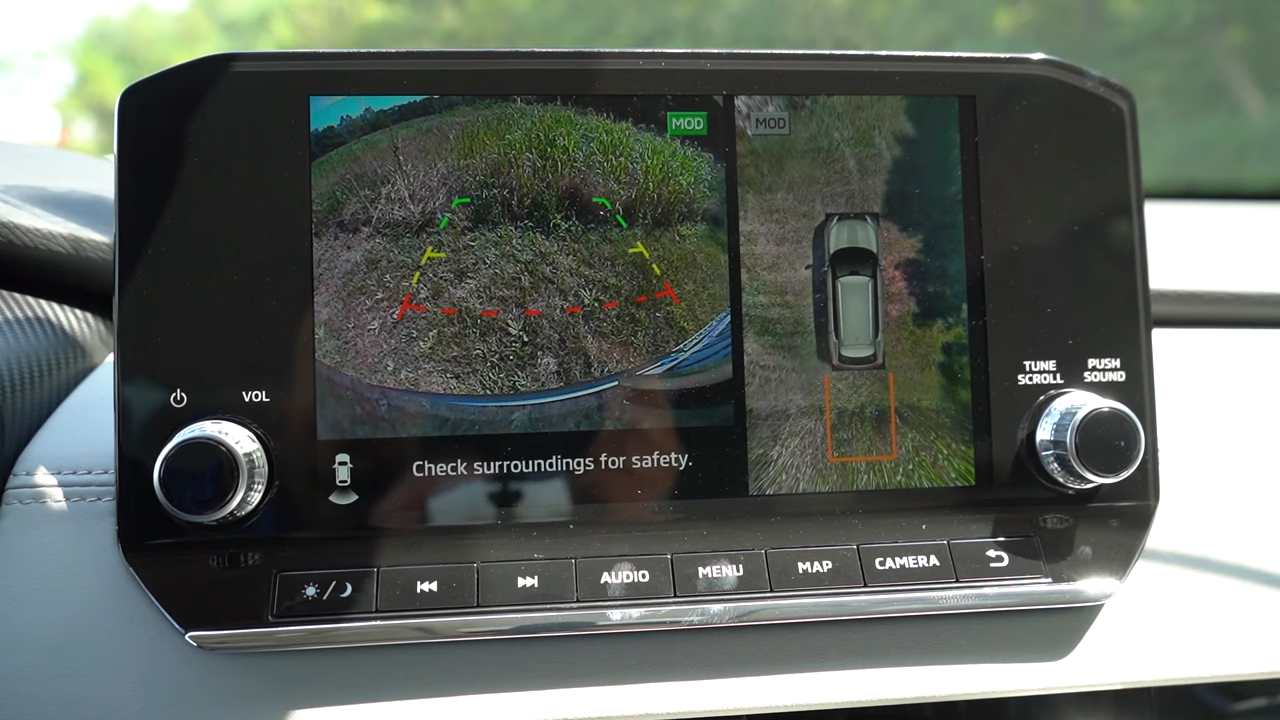 MOD
MOD
VOL
TUNE
SCROLL
PUSH
SOUND
Check surroundings for safety.
AUDIO
MENU
MAP
CAMERA